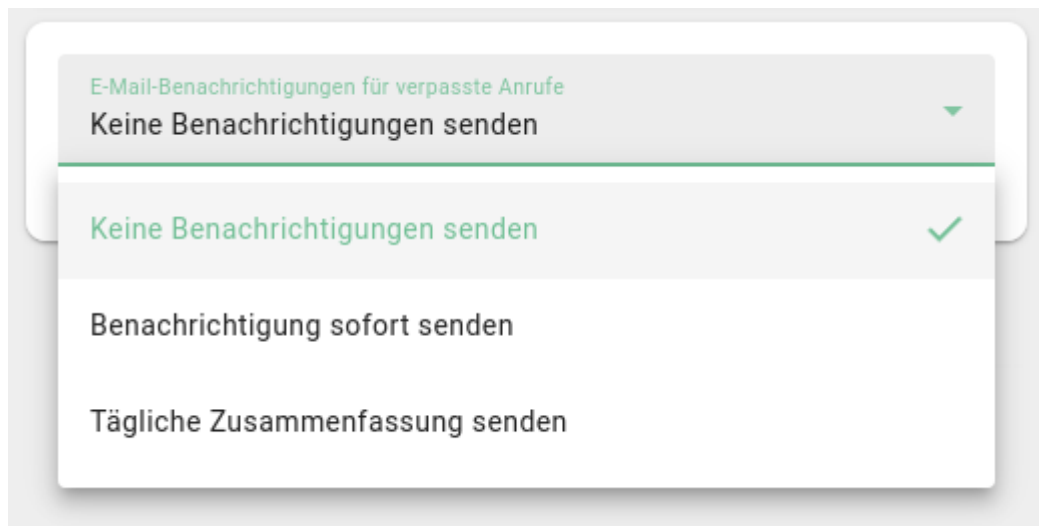 E-Mail-Benachrichtigungen für verpasste Anrufe
Keine Benachrichtigungen senden
Keine Benachrichtigungen senden
Benachrichtigung sofort senden
Tägliche Zusammenfassung senden